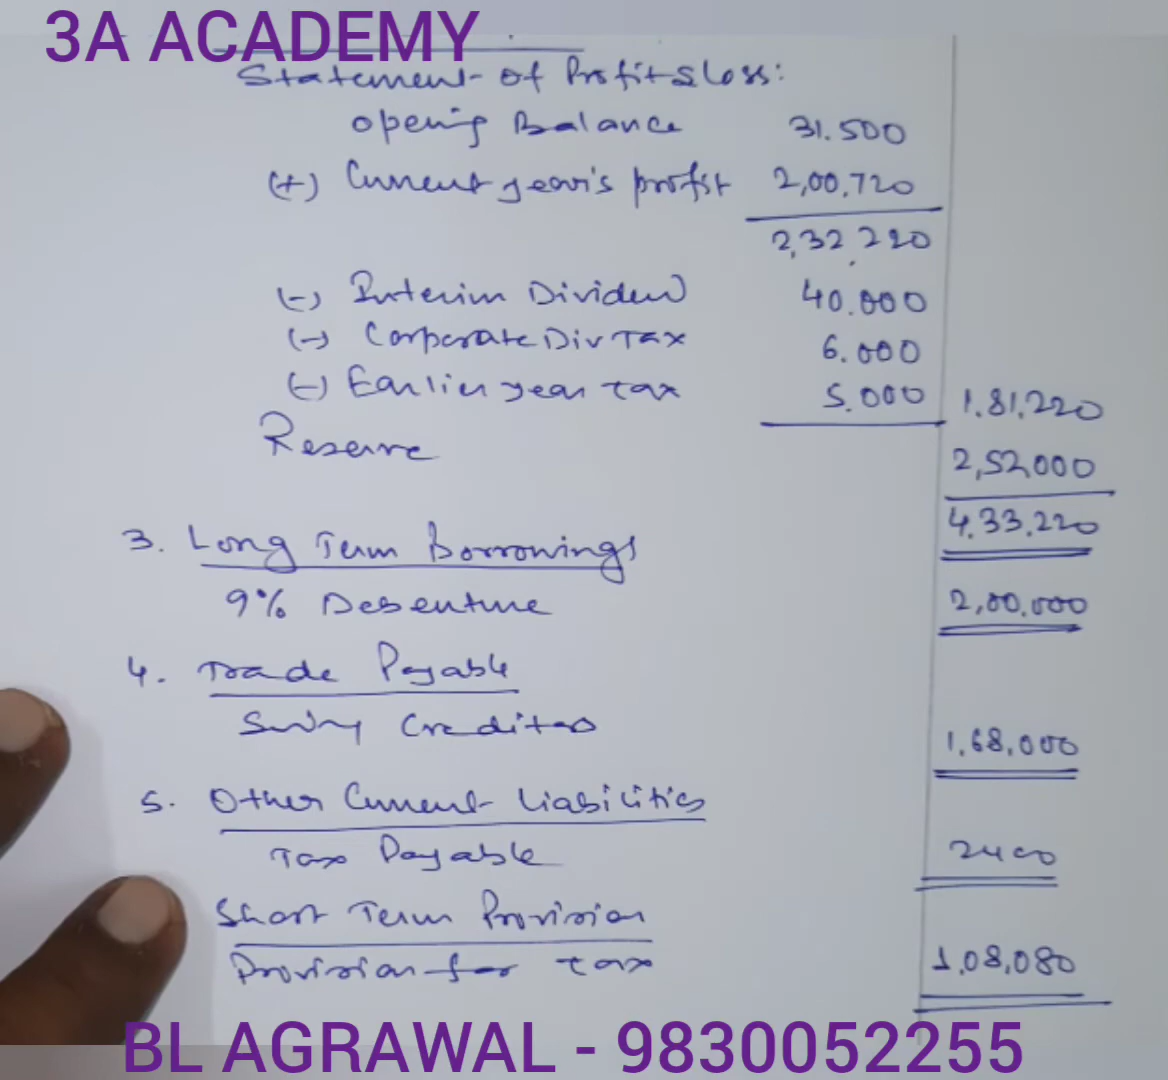 3A ACADEMY
Statement of Profit & Loss:
Opening Balance 31.500
(+) Current year's profit 2,00.720
2,32,220
(-) Interim Dividend 40.000
(-) Corporate Div Tax 6.000
(-) Earlier year tax 5.000 1.81.220
Reserve 2,52000
4.33.220
3. Long Term Borrowings
9% Debenture 2,00.000
4. Trade Payable
Sundry Creditors 1,68,000
5. Other Current Liabilities
Tax Payable 2400
Short Term Provision
Provision for tax 1,08,080
BL AGRAWAL - 9830052255